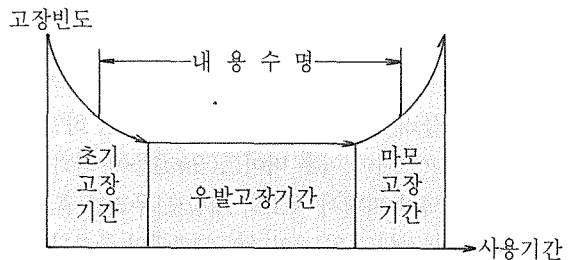 고장빈도
내 용 수 명
초기
고장
기간
우발고장기간
마모
고장
기간
사용기간